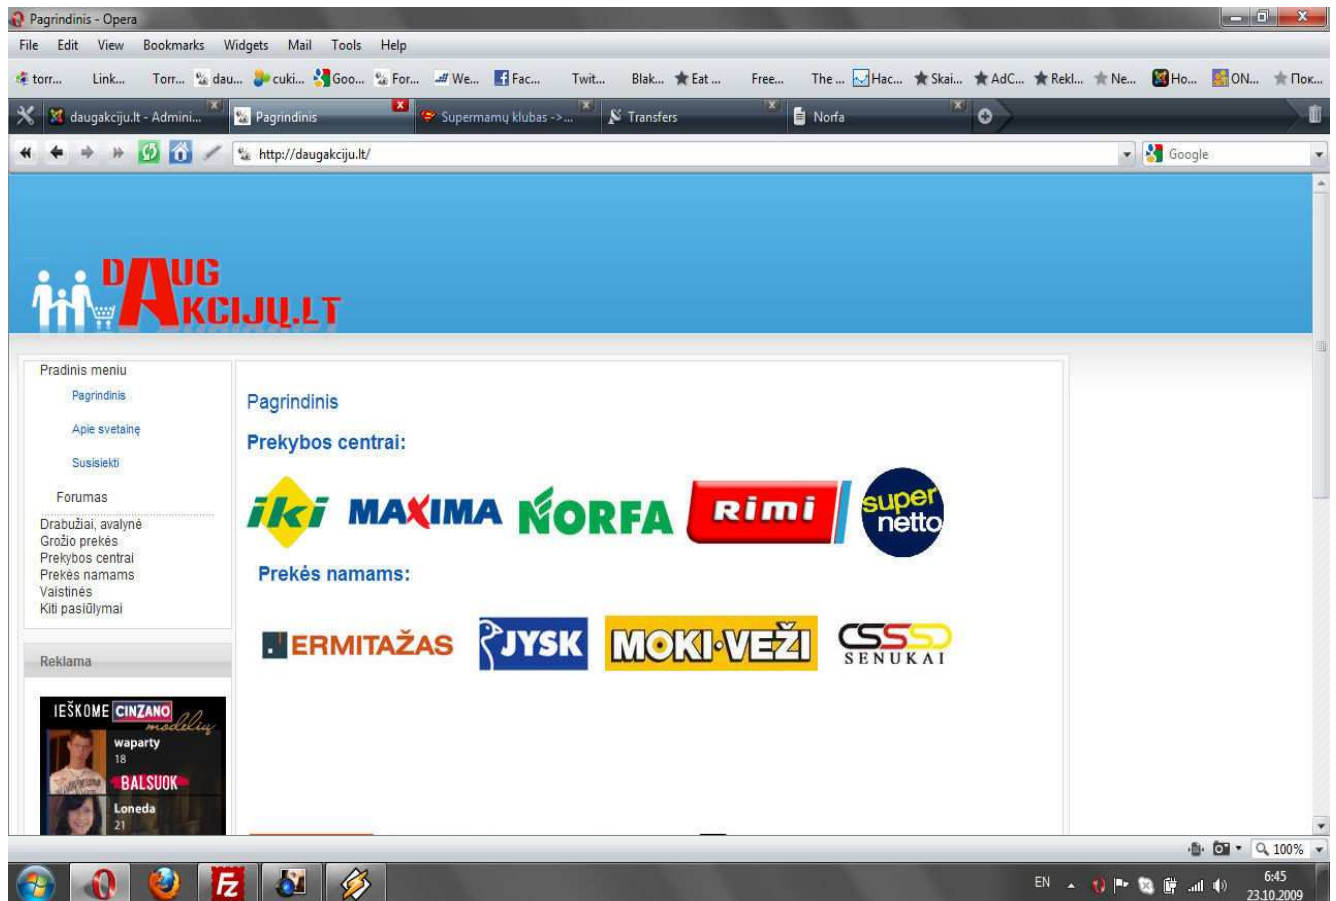 Pagrindinis - Opera
File Edit View Bookmarks Widgets Mail Tools Help
torr... Link... Torr... dau... cuki... Goo... For... We... Fac... Twit... Blak... Eat ... Free... The ... Hac... Skai... AdC... Rekl... Ne... Ho... ON... Пок...
daugakciju.lt - Admini... Pagrindinis Supermamų klubas ->... Transfers Norfa
http://daugakciju.lt/ Google
DAUG
AKCIJŲ.LT
Pradinis meniu
Pagrindinis
Apie svetainę
Susisiekti
Forumas
Drabužiai, avalynė
Grožio prekės
Prekybos centrai
Prekės namams
Vaistinės
Kiti pasiūlymai
Reklama
IEŠKOME CINZANO
modelių
waparty
18
BALSUOK
Loneda
21
Pagrindinis
Prekybos centrai:
iki MAXIMA NORFA Rimi super netto
Prekės namams:
ERMITAŽAS JYSK MOKI·VEŽI SENUKAI
100%
EN 6:45
23.10.2009